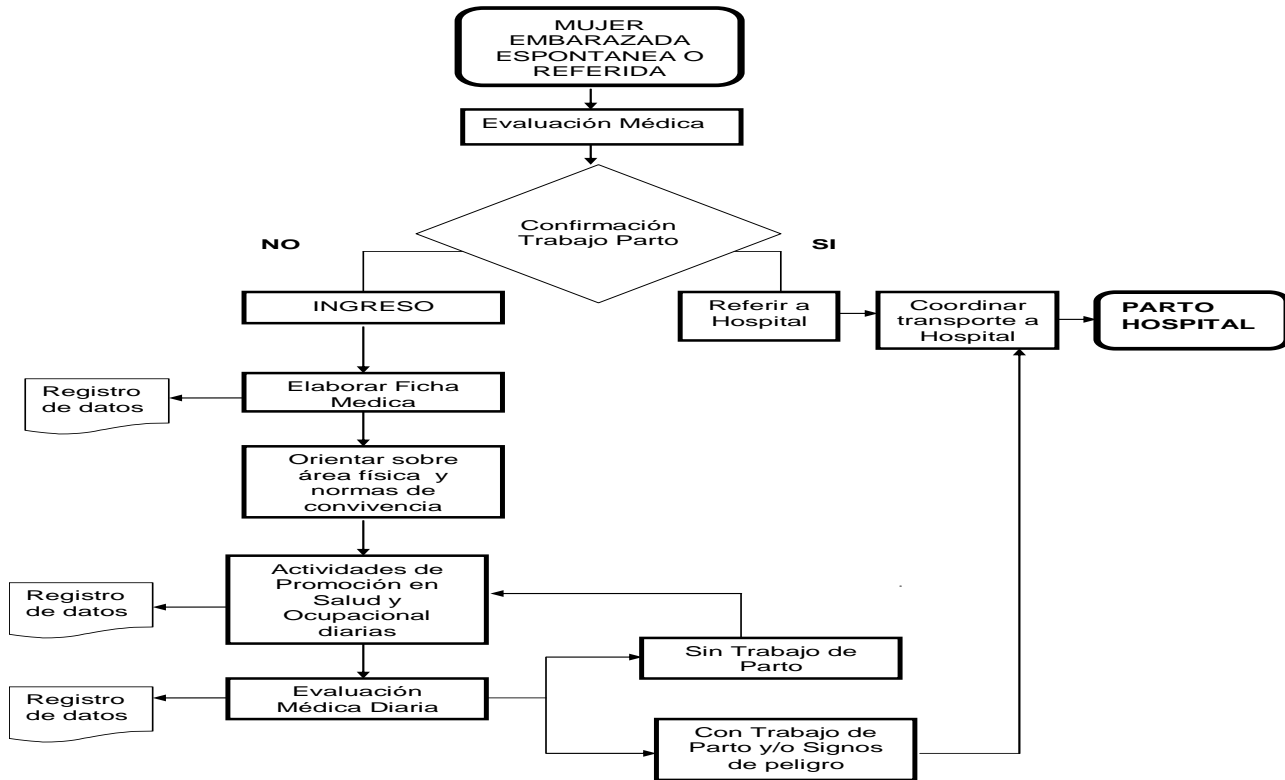 MUJER
EMBARAZADA
ESPONTANEA O
REFERIDA
Evaluación Médica
Confirmación
Trabajo Parto
NO
SI
INGRESO
Referir a
Hospital
Coordinar
transporte a
Hospital
PARTO
HOSPITAL
Elaborar Ficha
Medica
Registro
de datos
Orientar sobre
área física y
normas de
convivencia
Actividades de
Promoción en
Salud y
Ocupacional
diarias
Registro
de datos
Sin Trabajo de
Parto
Evaluación
Médica Diaria
Registro
de datos
Con Trabajo de
Parto y/o Signos
de peligro